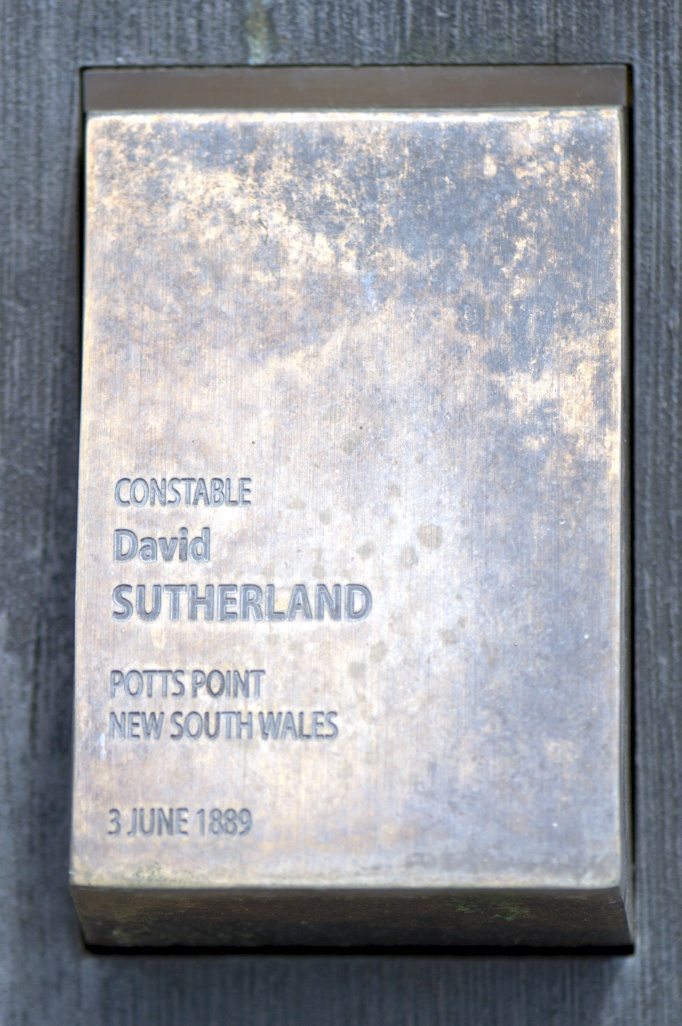 CONSTABLE
David
SUTHERLAND
POTTS POINT
NEW SOUTH WALES
3 JUNE 1889